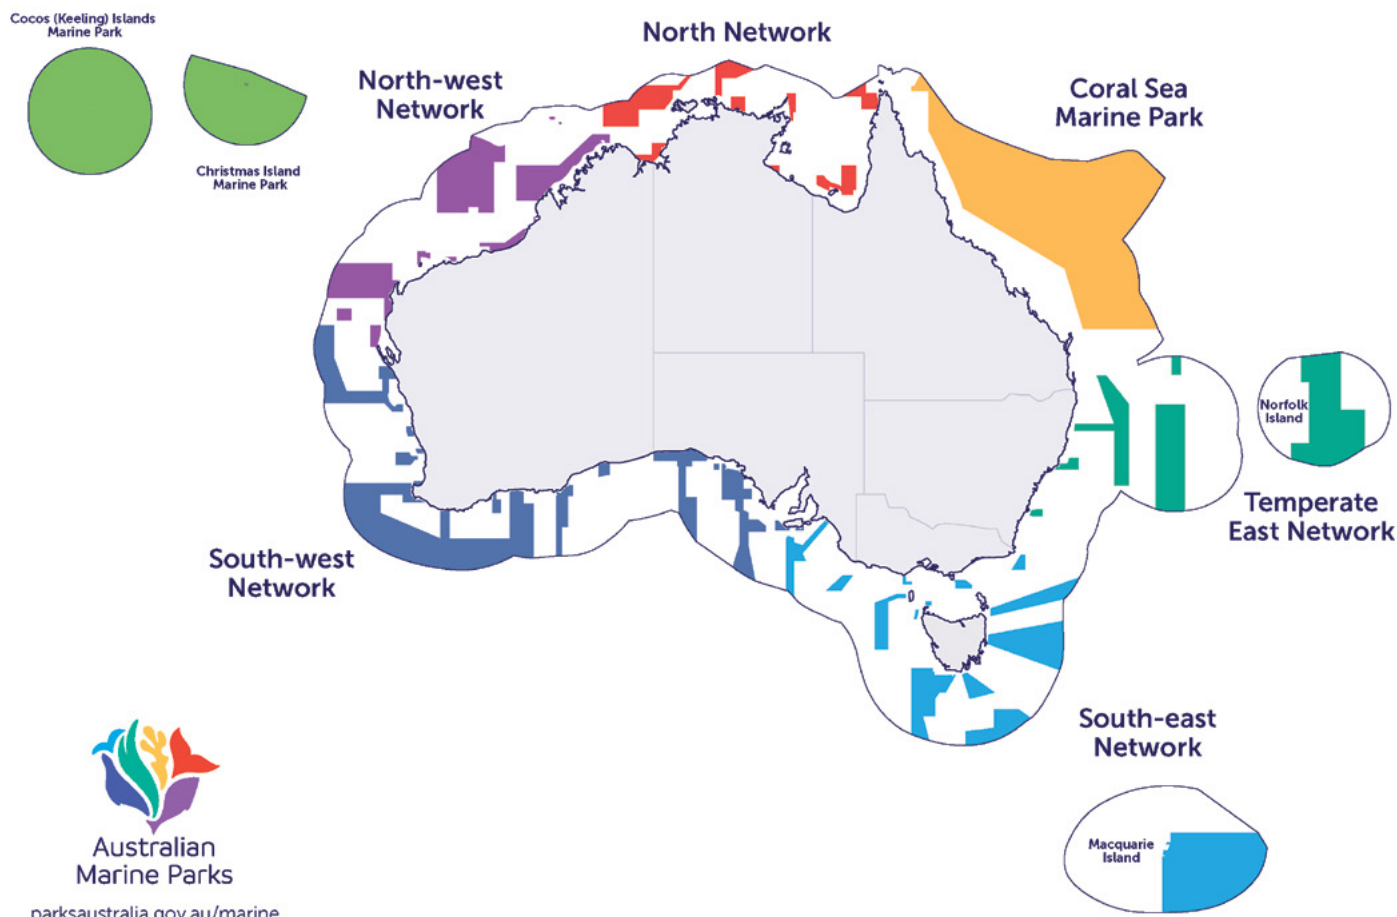 Cocos (Keeling) Islands
Marine Park
North Network
North-west
Network
Coral Sea
Marine Park
Christmas Island
Marine Park
Norfolk
Island
Temperate
East Network
South-west
Network
South-east
Network
Macquarie
Island
Australian
Marine Parks
parksaustralia.gov.au/marine